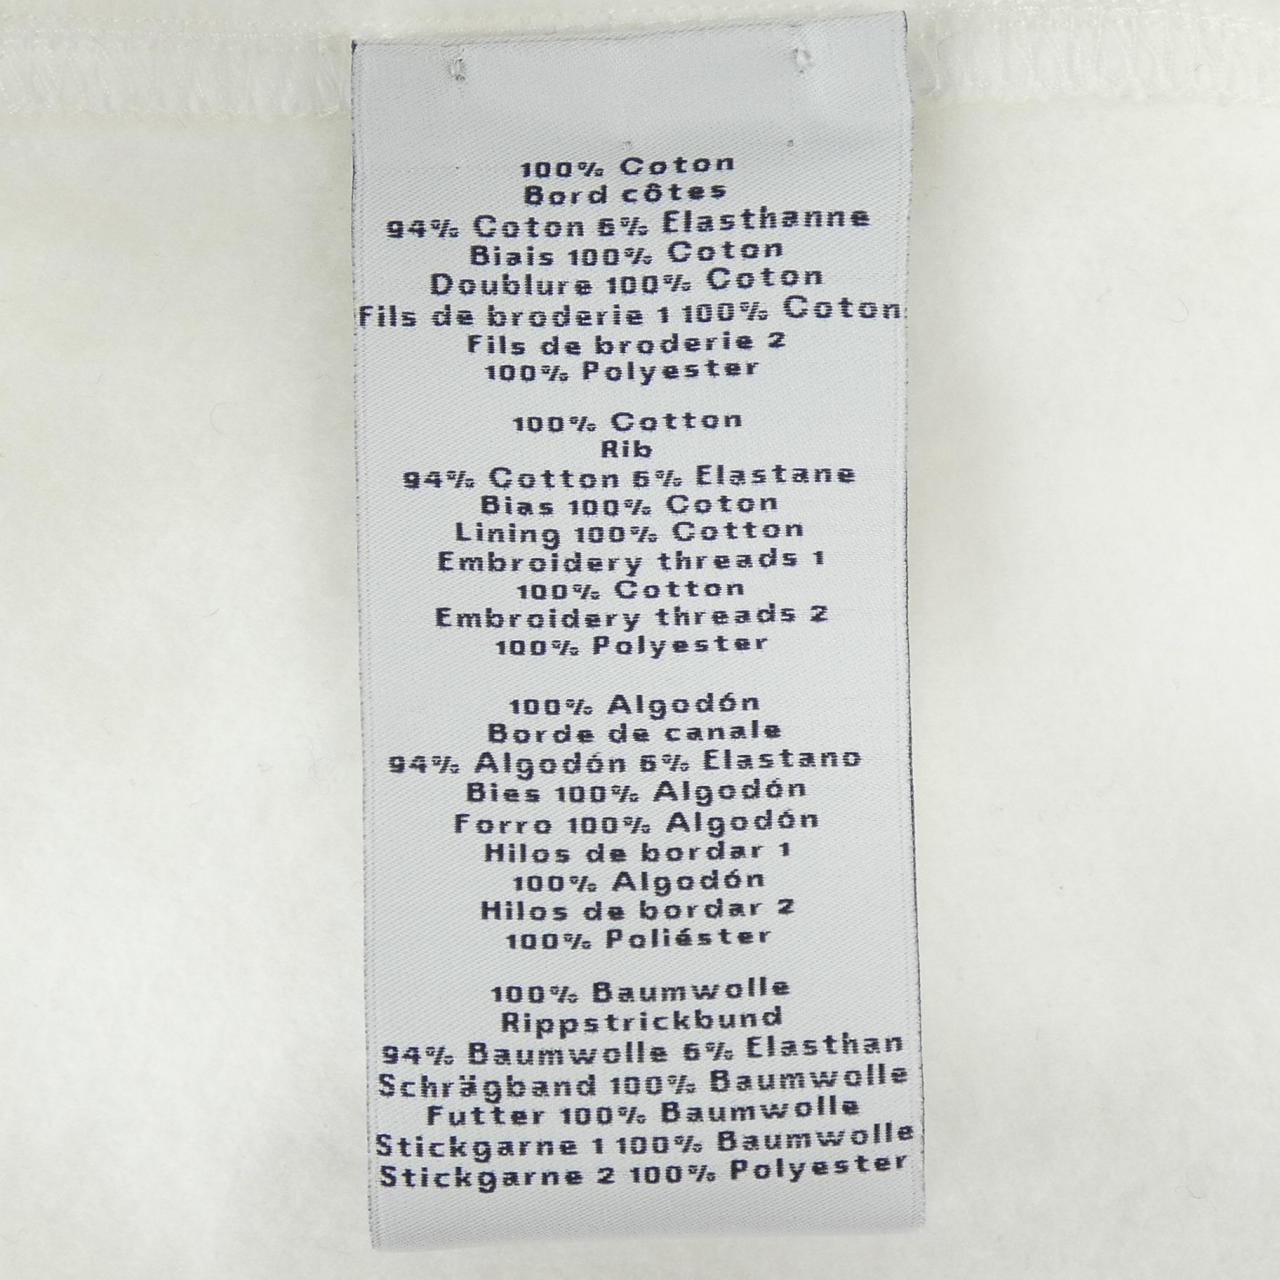 100% Coton
Bord côtes
94% Coton 6% Elasthanne
Biais 100% Coton
Doublure 100% Coton
Fils de broderie 1 100% Coton
Fils de broderie 2
100% Polyester
100% Cotton
Rib
94% Cotton 6% Elastane
Bias 100% Coton
Lining 100% Cotton
Embroidery threads 1
100% Cotton
Embroidery threads 2
100% Polyester
100% Algodón
Borde de canale
94% Algodón 6% Elastano
Bies 100% Algodón
Forro 100% Algodón
Hilos de bordar 1
100% Algodón
Hilos de bordar 2
100% Poliéster
100% Baumwolle
Rippstrickbund
94% Baumwolle 6% Elasthan
Schrägband 100% Baumwolle
Futter 100% Baumwolle
Stickgarne 1 100% Baumwolle
Stickgarne 2 100% Polyester